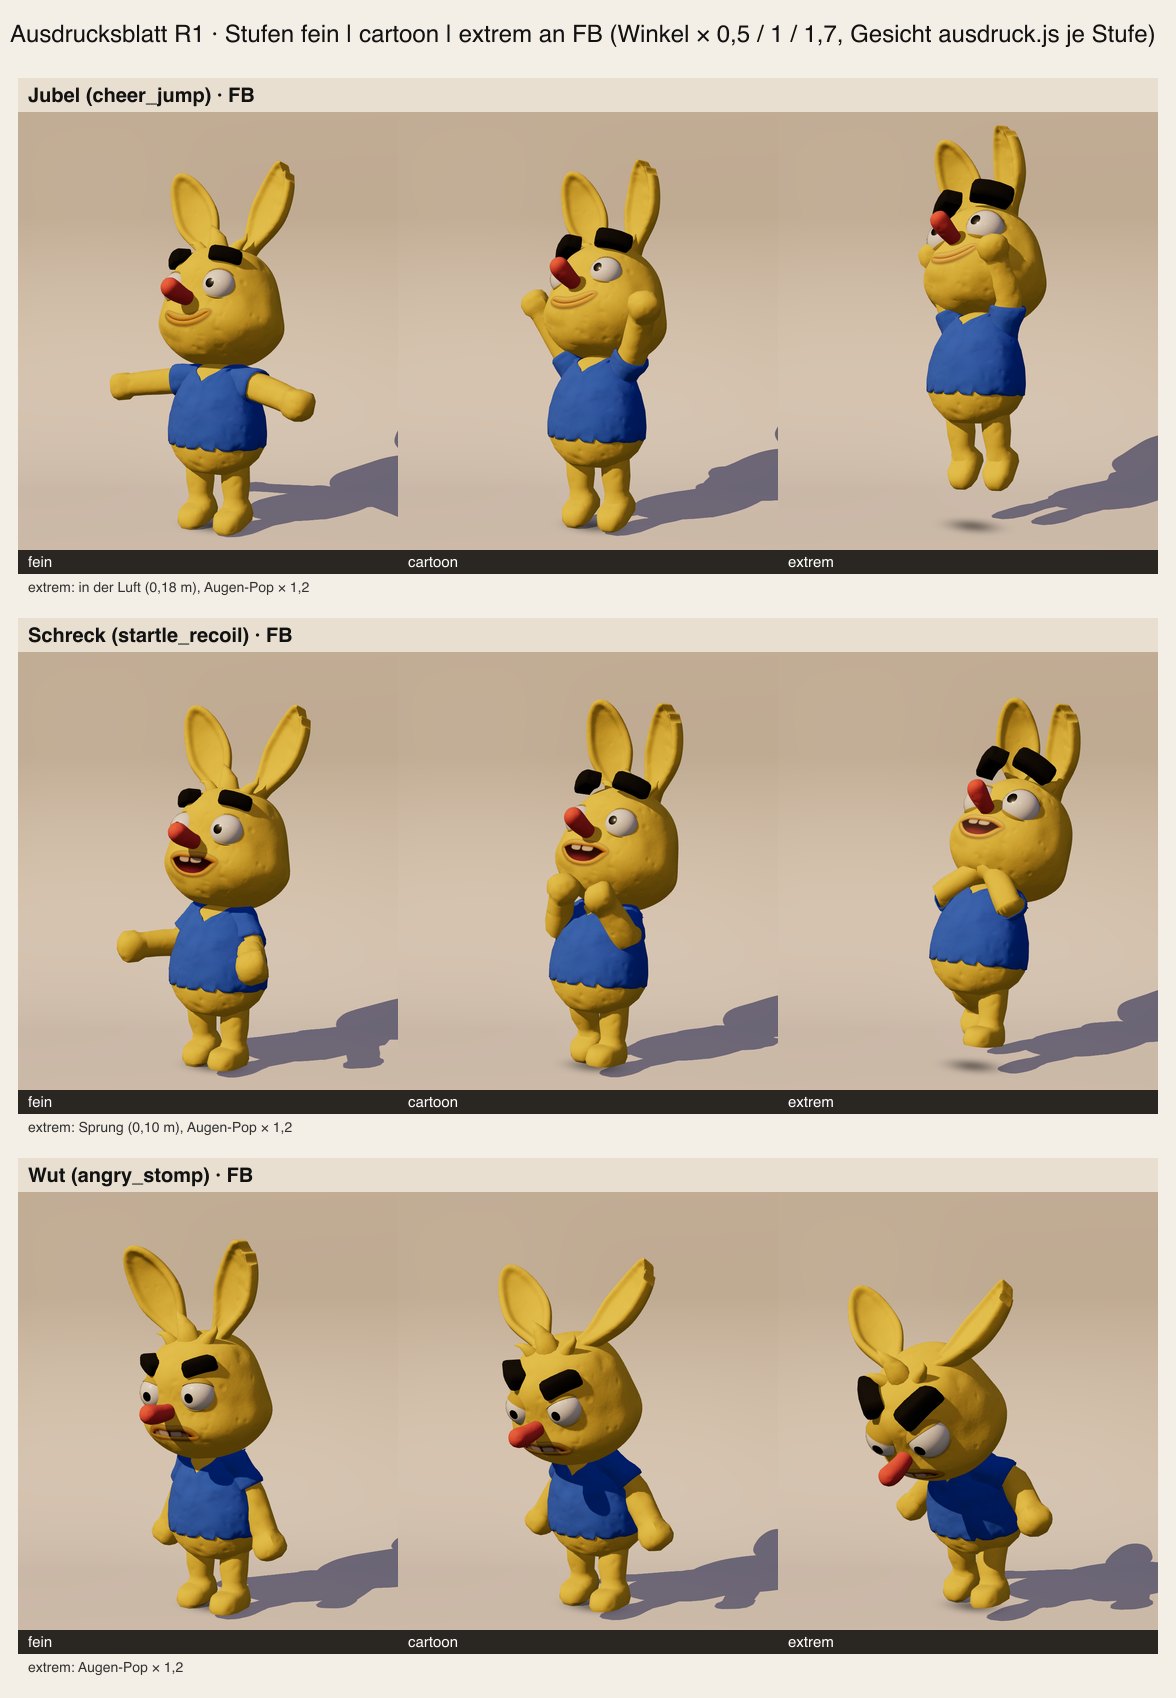 Ausdrucksblatt R1 · Stufen fein | cartoon | extrem an FB (Winkel × 0,5 / 1 / 1,7, Gesicht ausdruck.js je Stufe)
Jubel (cheer_jump) · FB
fein cartoon extrem
extrem: in der Luft (0,18 m), Augen-Pop × 1,2
Schreck (startle_recoil) · FB
fein cartoon extrem
extrem: Sprung (0,10 m), Augen-Pop × 1,2
Wut (angry_stomp) · FB
fein cartoon extrem
extrem: Augen-Pop × 1,2